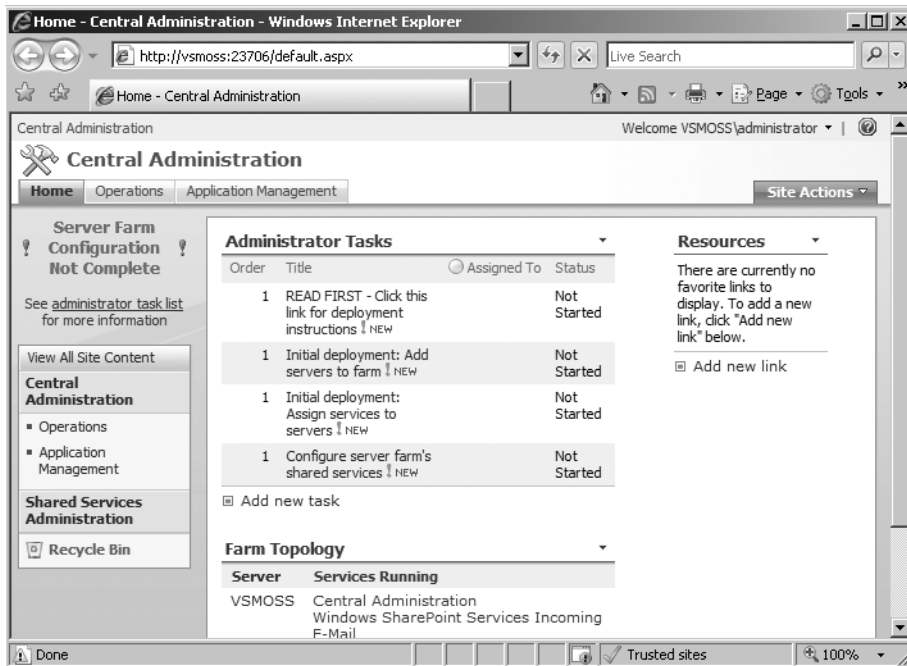 Home - Central Administration - Windows Internet Explorer
http://vsmoss:23706/default.aspx
Live Search
Home - Central Administration
Page
Tools
Central Administration
Welcome VSMOSS\administrator
Central Administration
Home
Operations
Application Management
Site Actions
Server Farm
Configuration
Not Complete
See administrator task list
for more information
View All Site Content
Central
Administration
Operations
Application
Management
Shared Services
Administration
Recycle Bin
Administrator Tasks
Order Title Assigned To Status
1 READ FIRST - Click this Not
link for deployment Started
instructions ! NEW
1 Initial deployment: Add Not
servers to farm ! NEW Started
1 Initial deployment: Not
Assign services to Started
servers ! NEW
1 Configure server farm's Not
shared services ! NEW Started
Add new task
Farm Topology
Server Services Running
VSMOSS Central Administration
Windows SharePoint Services Incoming
E-Mail
Resources
There are currently no
favorite links to
display. To add a new
link, click "Add new
link" below.
Add new link
Done
Trusted sites
100%